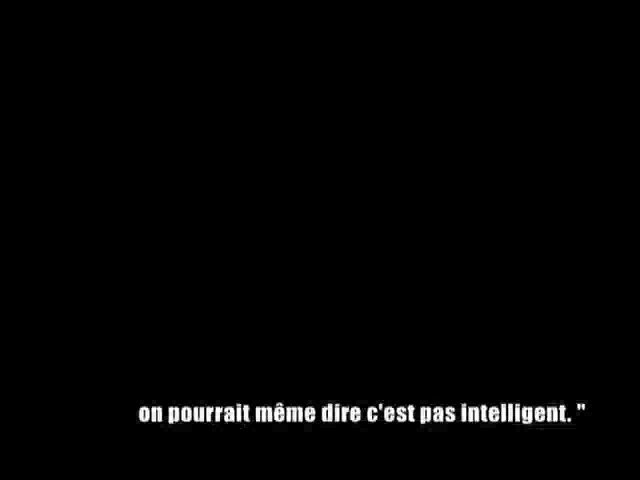 on pourrait même dire c'est pas intelligent. "